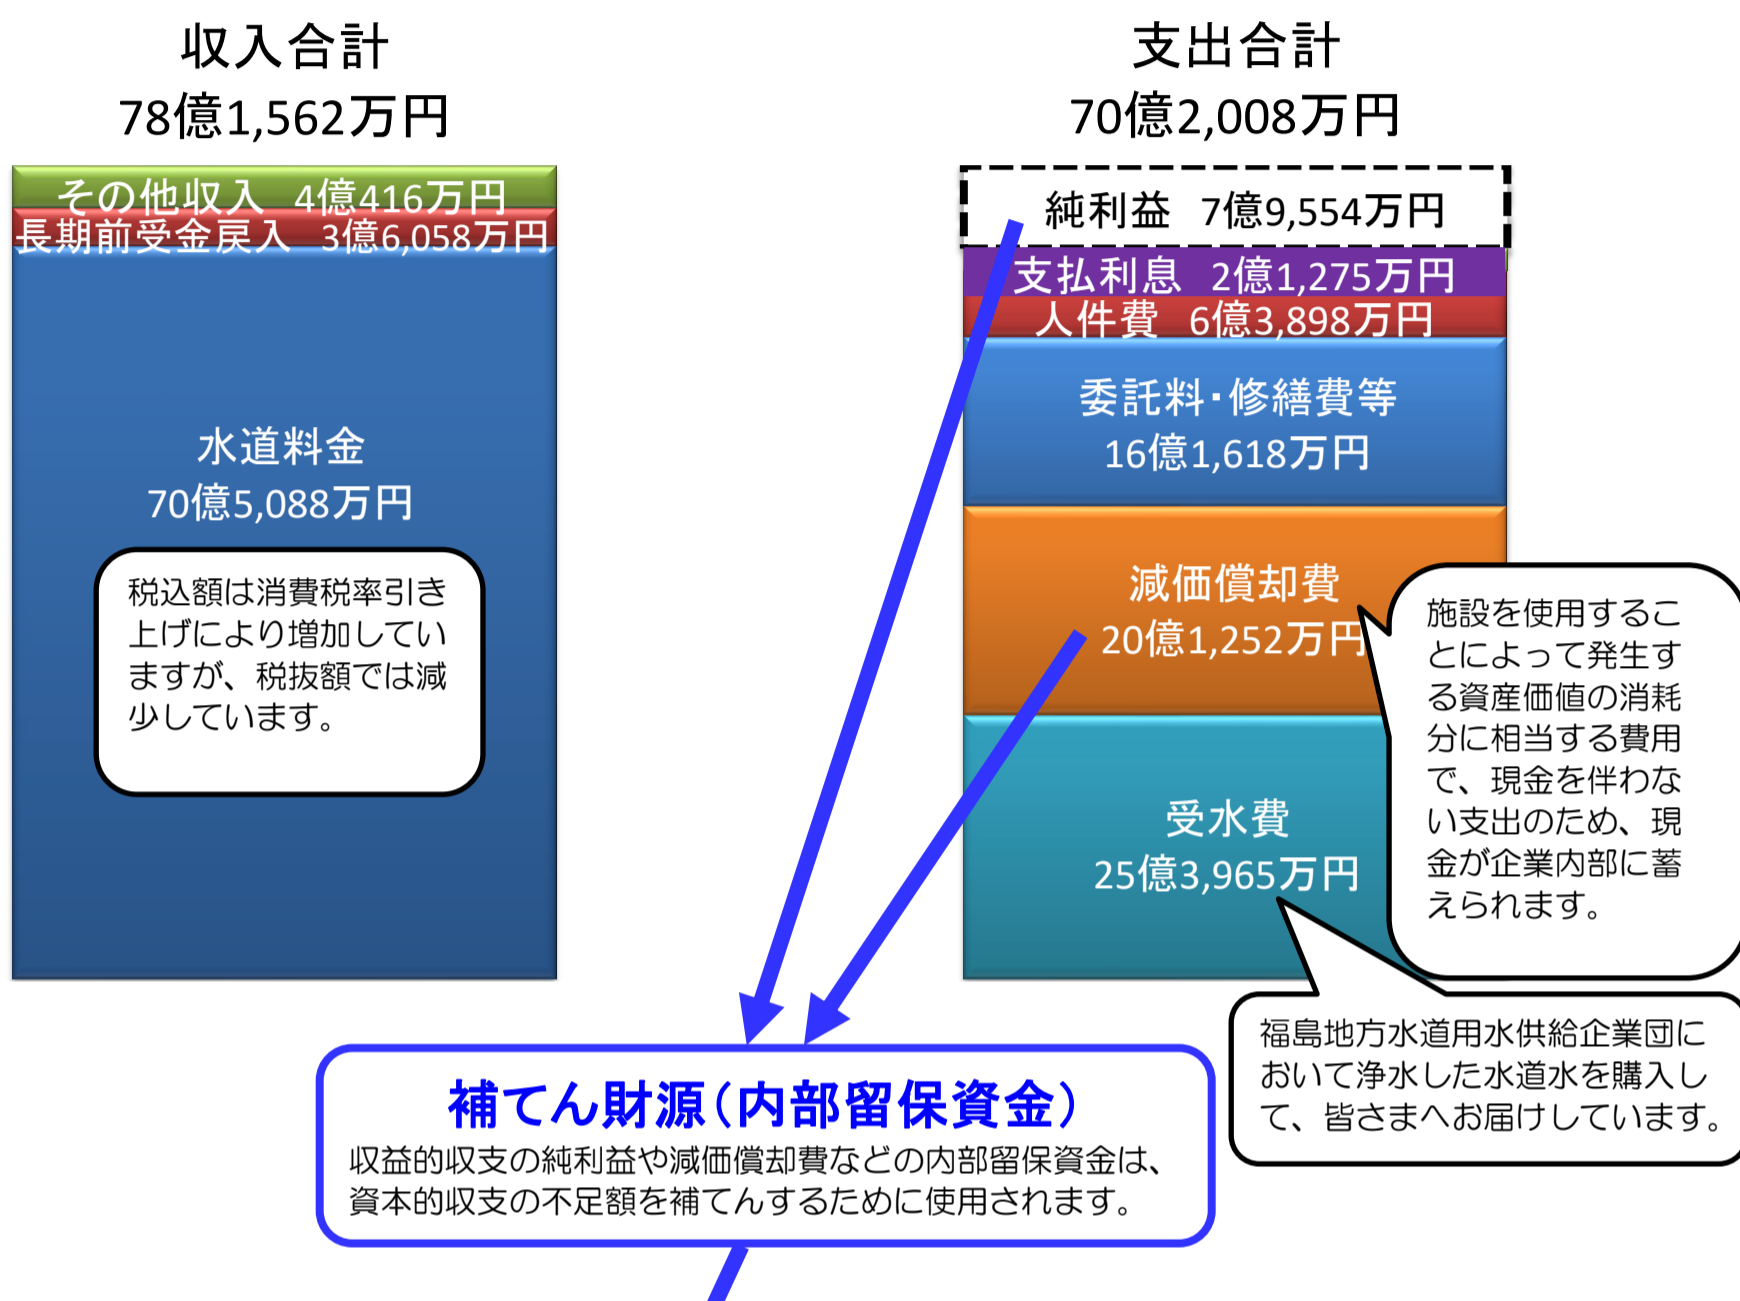 収入合計
78億1,562万円
その他収入 4億416万円
長期前受金戻入 3億6,058万円
水道料金
70億5,088万円
税込額は消費税率引き
上げにより増加してい
ますが、税抜額では減
少しています。
支出合計
70億2,008万円
純利益 7億9,554万円
支払利息 2億1,275万円
人件費 6億3,898万円
委託料・修繕費等
16億1,618万円
減価償却費
20億1,252万円
施設を使用するこ
とによって発生す
る資産価値の消耗
分に相当する費用
で、現金を伴わな
い支出のため、現
金が企業内部に蓄
えられます。
受水費
25億3,965万円
福島地方水道用水供給企業団に
おいて浄水した水道水を購入し
て、皆さまへお届けしています。
補てん財源(内部留保資金)
収益的収支の純利益や減価償却費などの内部留保資金は、
資本的収支の不足額を補てんするために使用されます。